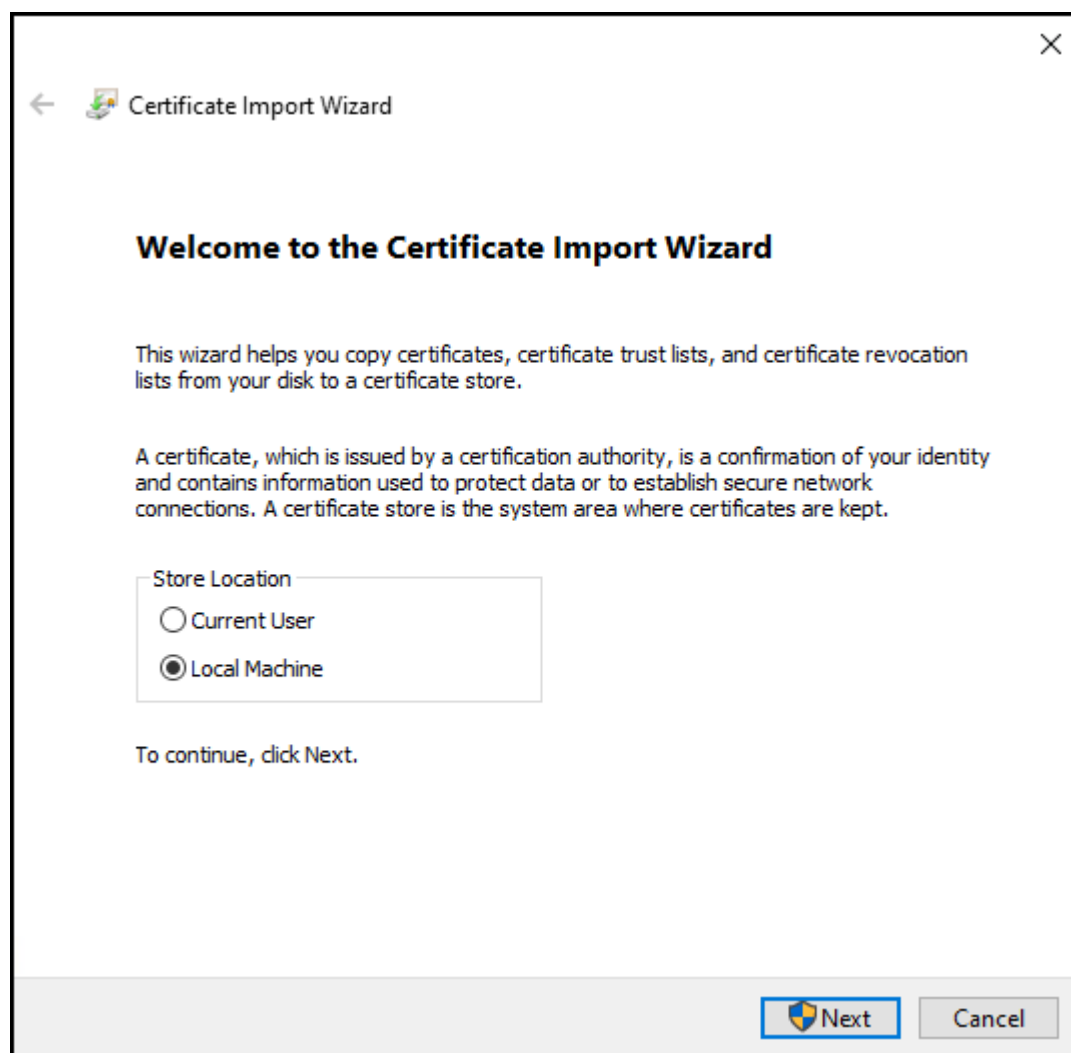 Certificate Import Wizard
Welcome to the Certificate Import Wizard
This wizard helps you copy certificates, certificate trust lists, and certificate revocation
lists from your disk to a certificate store.
A certificate, which is issued by a certification authority, is a confirmation of your identity
and contains information used to protect data or to establish secure network
connections. A certificate store is the system area where certificates are kept.
Store Location
Current User
Local Machine
To continue, click Next.
Next
Cancel